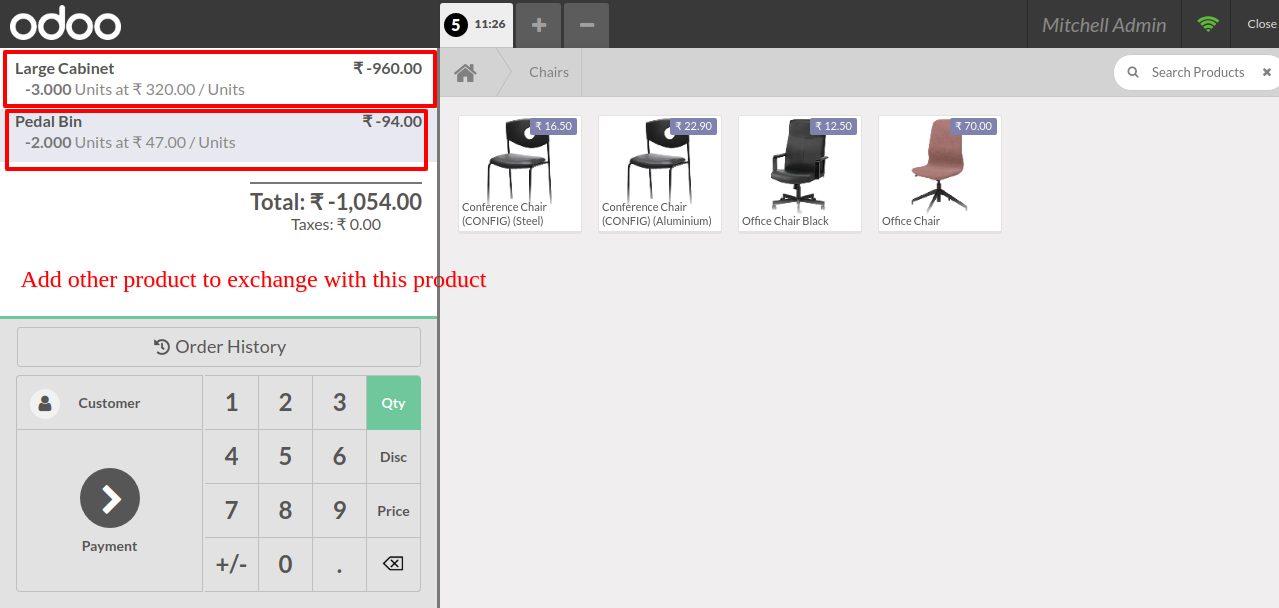 odoo
5 11:26
+
−
Mitchell Admin
Close
Large Cabinet ₹ -960.00
-3.000 Units at ₹ 320.00 / Units
Pedal Bin ₹ -94.00
-2.000 Units at ₹ 47.00 / Units
Total: ₹ -1,054.00
Taxes: ₹ 0.00
Add other product to exchange with this product
Order History
Customer
1 2 3 Qty
4 5 6 Disc
7 8 9 Price
+/- 0 .
Payment
Chairs
Search Products
₹ 16.50
Conference Chair
(CONFIG) (Steel)
₹ 22.90
Conference Chair
(CONFIG) (Aluminium)
₹ 12.50
Office Chair Black
₹ 70.00
Office Chair